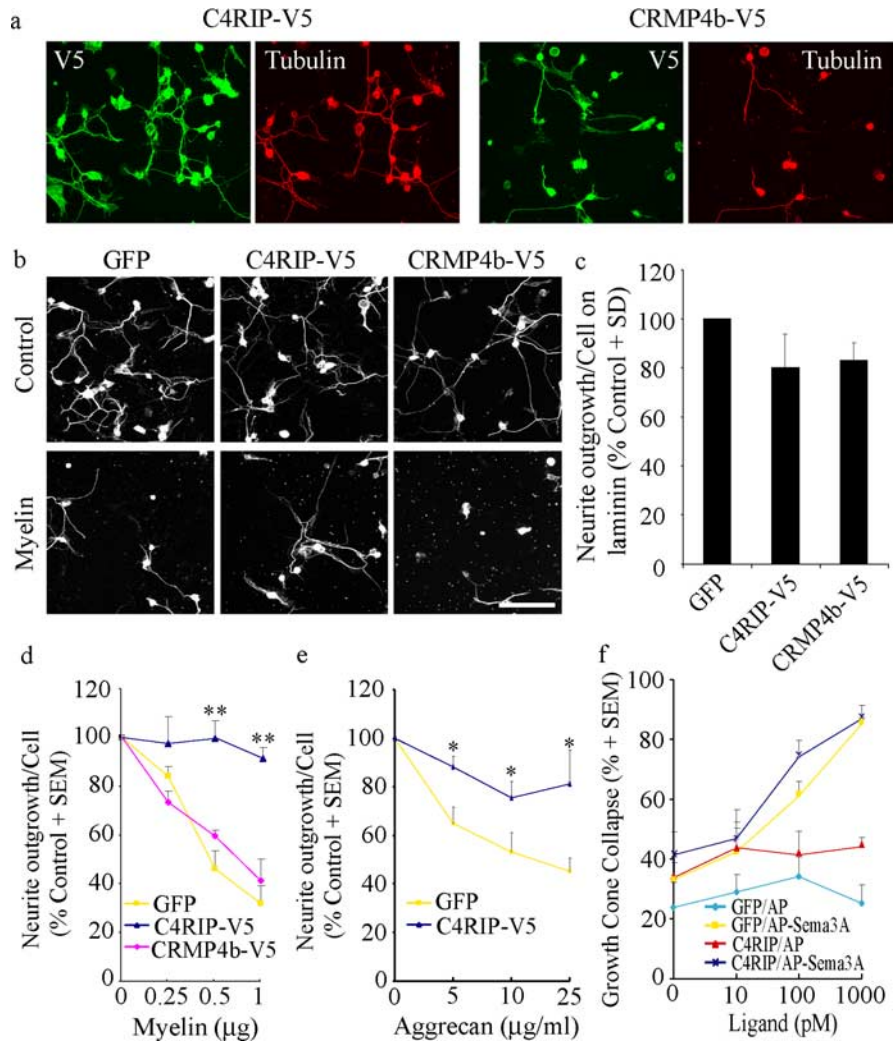 a
C4RIP-V5
CRMP4b-V5
V5
Tubulin
V5
Tubulin
b
GFP
C4RIP-V5
CRMP4b-V5
Control
Myelin
c
Neurite outgrowth/Cell on
laminin (% Control + SD)
120
100
80
60
40
20
0
GFP
C4RIP-V5
CRMP4b-V5
d
Neurite outgrowth/Cell
(% Control + SEM)
120
100
80
60
40
20
0
**
**
GFP
C4RIP-V5
CRMP4b-V5
0
0.25
0.5
1
Myelin (µg)
e
Neurite outgrowth/Cell
(% Control + SEM)
120
100
80
60
40
20
0
*
*
*
GFP
C4RIP-V5
0
5
10
25
Aggrecan (µg/ml)
f
Growth Cone Collapse (% + SEM)
100
80
60
40
20
0
GFP/AP
GFP/AP-Sema3A
C4RIP/AP
C4RIP/AP-Sema3A
0
10
100
1000
Ligand (pM)